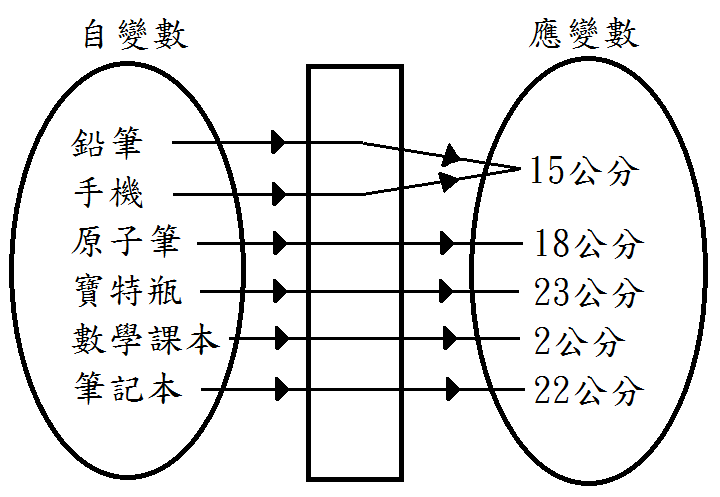 自變數
應變數
鉛筆
手機
原子筆
寶特瓶
數學課本
筆記本
15公分
18公分
23公分
2公分
22公分